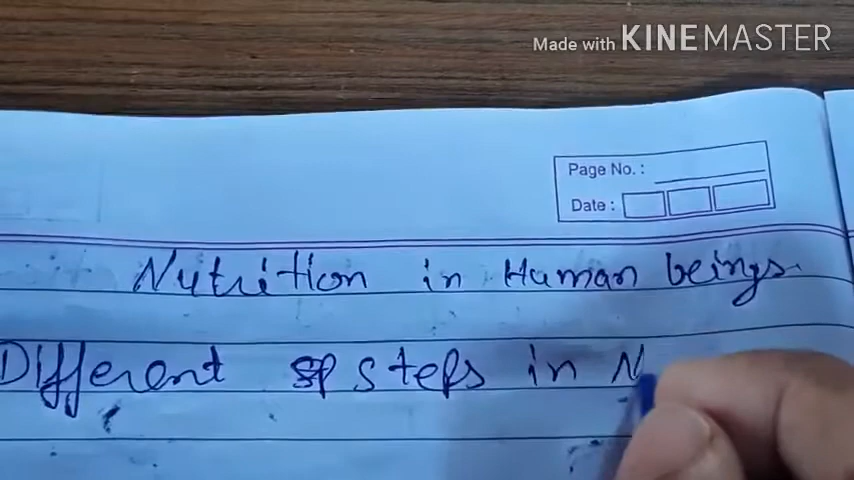 Made with KINEMASTER
Page No. :
Date :
Nutrition in Human beings.
Different steps in N